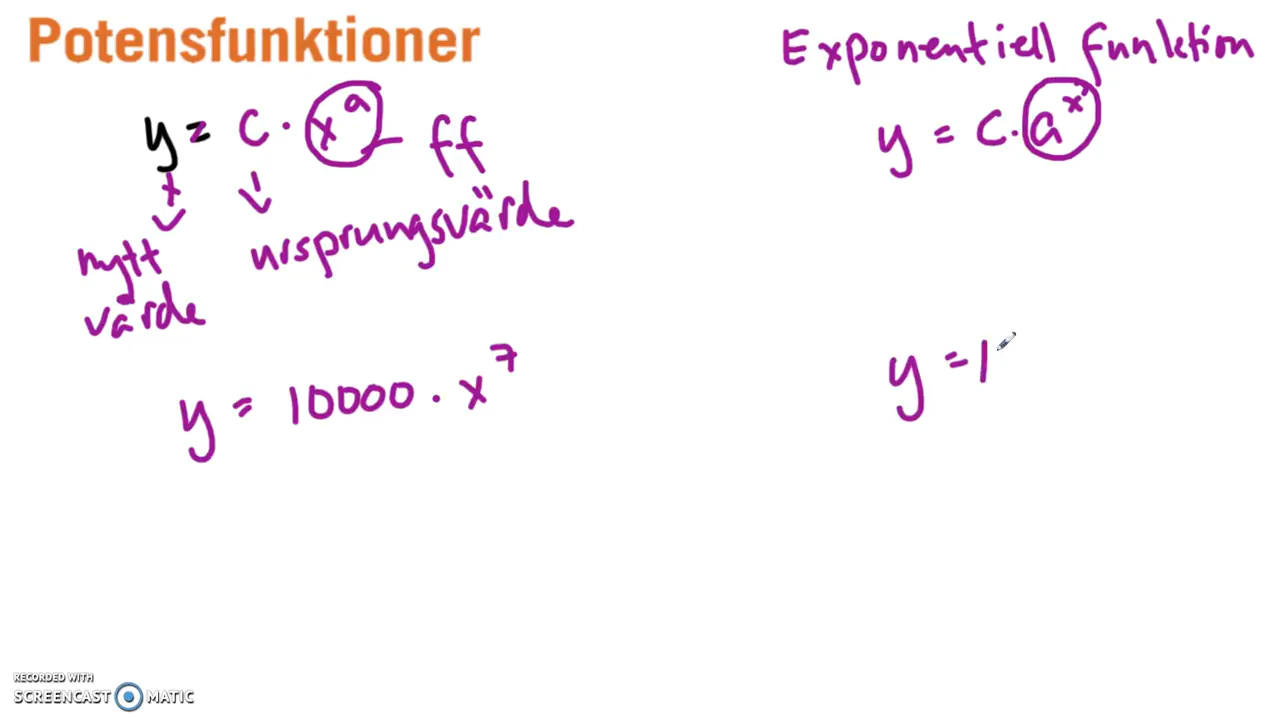 Potensfunktioner
y = C · x^a - ff
nytt
värde
ursprungsvärde
y = 10000 · x^7
Exponentiell funktion
y = C · a^x
y = 1
RECORDED WITH
SCREENCAST MATIC